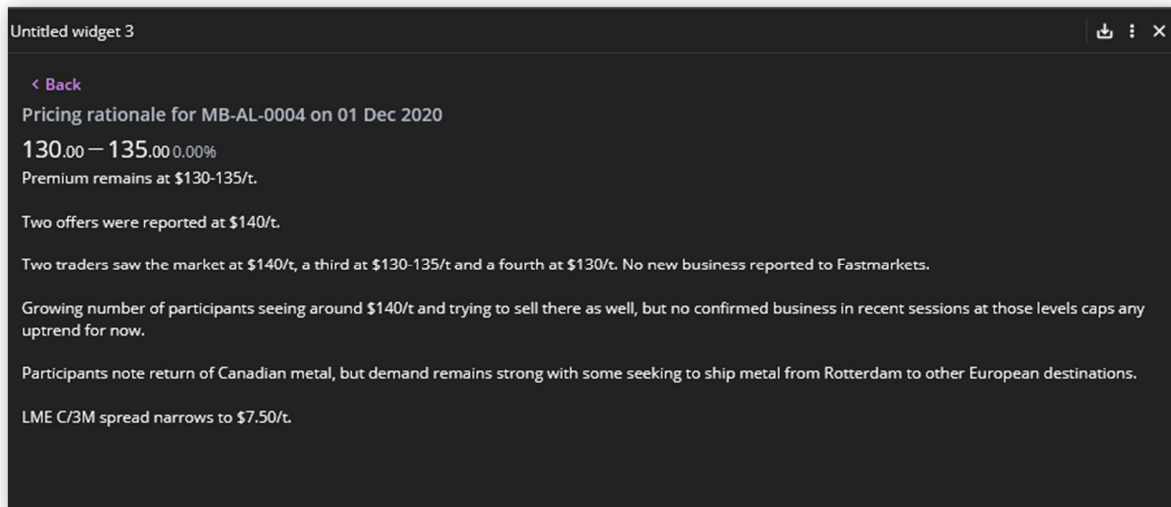 Untitled widget 3
< Back
Pricing rationale for MB-AL-0004 on 01 Dec 2020
130.00 — 135.00 0.00%
Premium remains at $130-135/t.
Two offers were reported at $140/t.
Two traders saw the market at $140/t, a third at $130-135/t and a fourth at $130/t. No new business reported to Fastmarkets.
Growing number of participants seeing around $140/t and trying to sell there as well, but no confirmed business in recent sessions at those levels caps any
uptrend for now.
Participants note return of Canadian metal, but demand remains strong with some seeking to ship metal from Rotterdam to other European destinations.
LME C/3M spread narrows to $7.50/t.